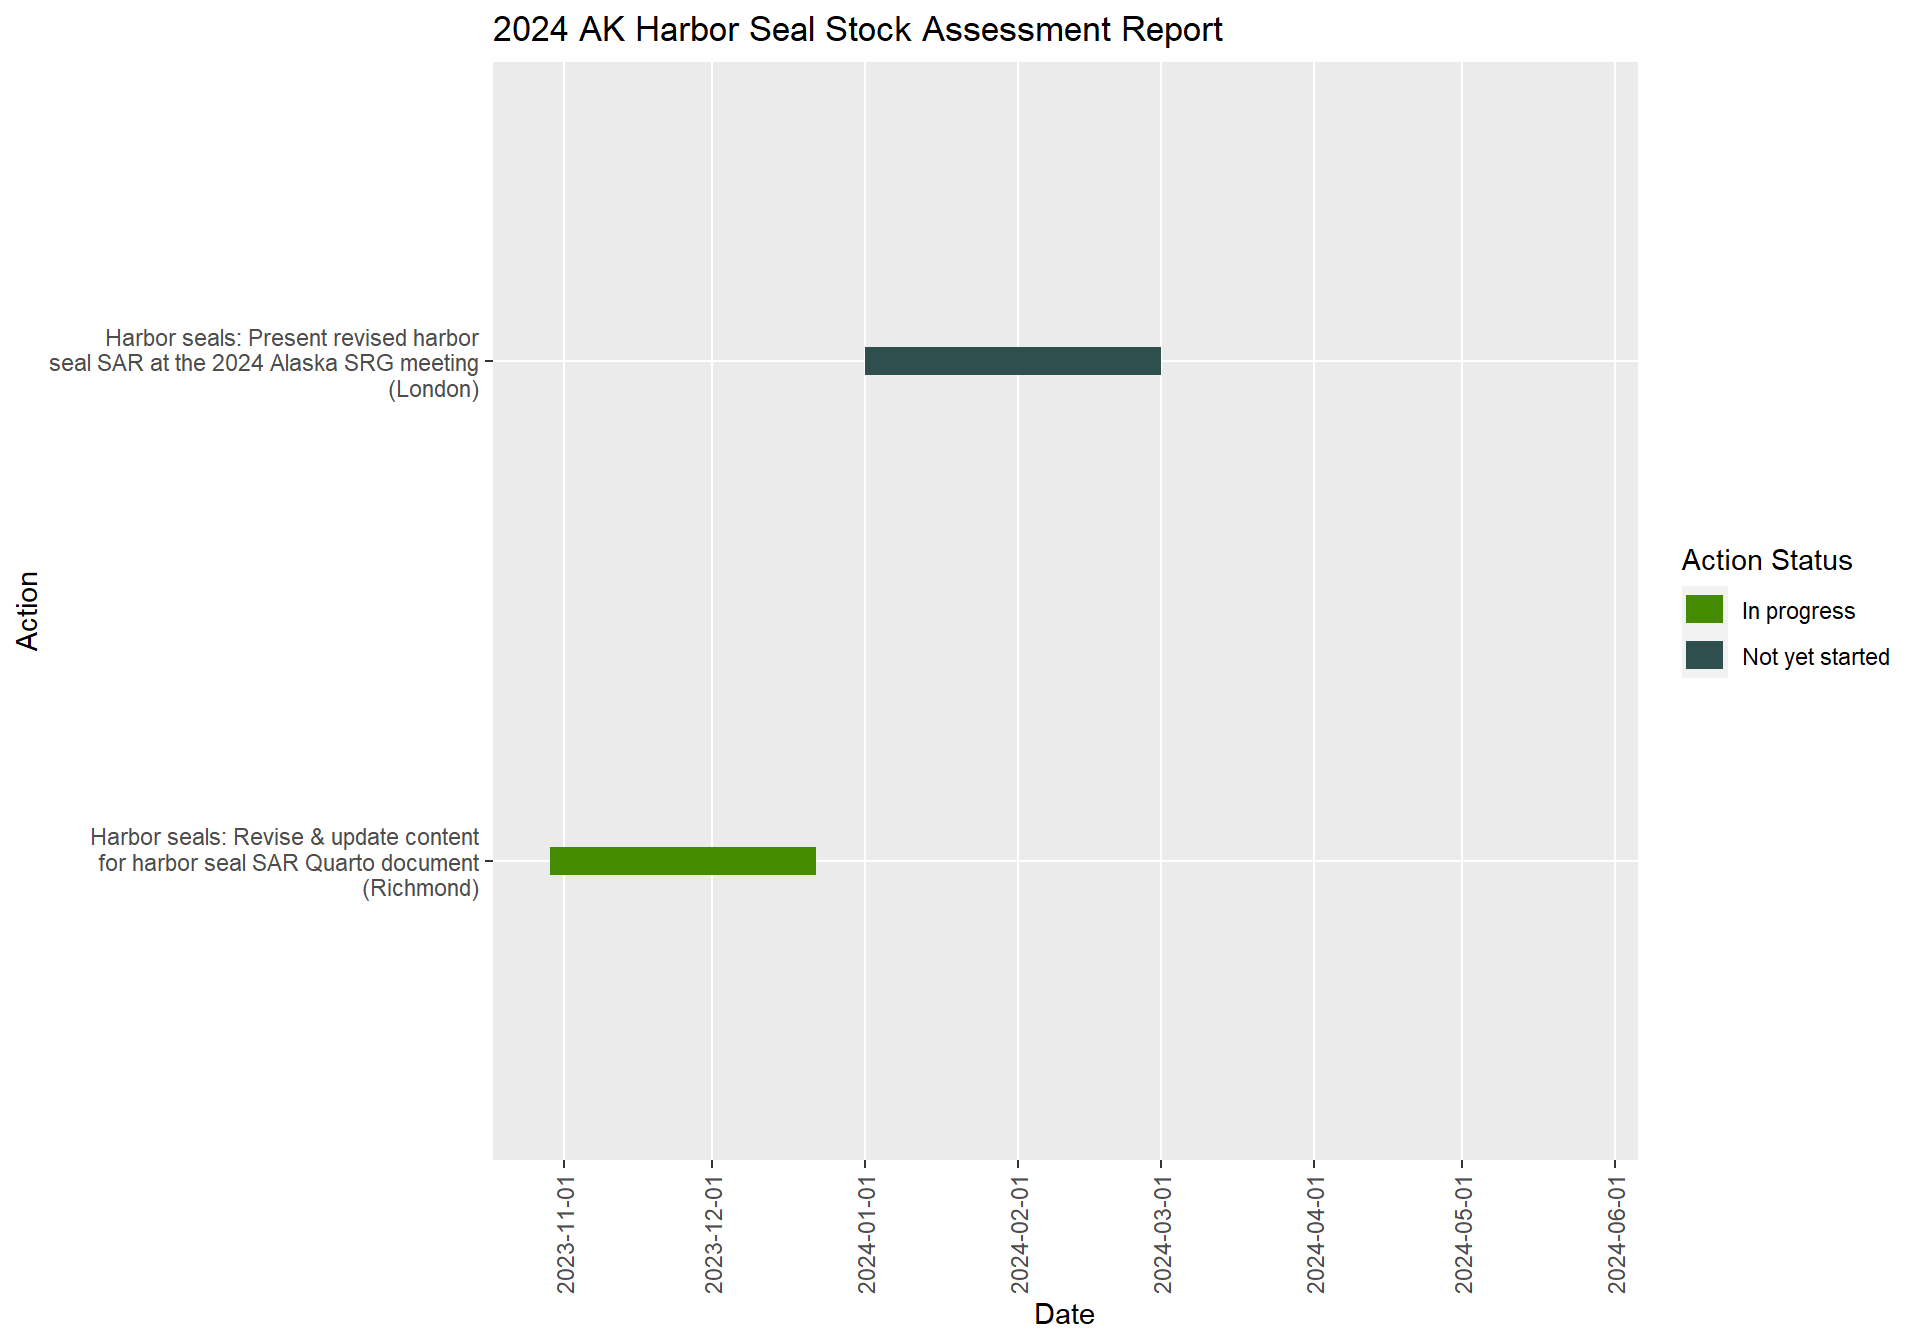 2024 AK Harbor Seal Stock Assessment Report
Action
Harbor seals: Present revised harbor
seal SAR at the 2024 Alaska SRG meeting
(London)
Harbor seals: Revise & update content
for harbor seal SAR Quarto document
(Richmond)
2023-11-01
2023-12-01
2024-01-01
2024-02-01
2024-03-01
2024-04-01
2024-05-01
2024-06-01
Date
Action Status
In progress
Not yet started